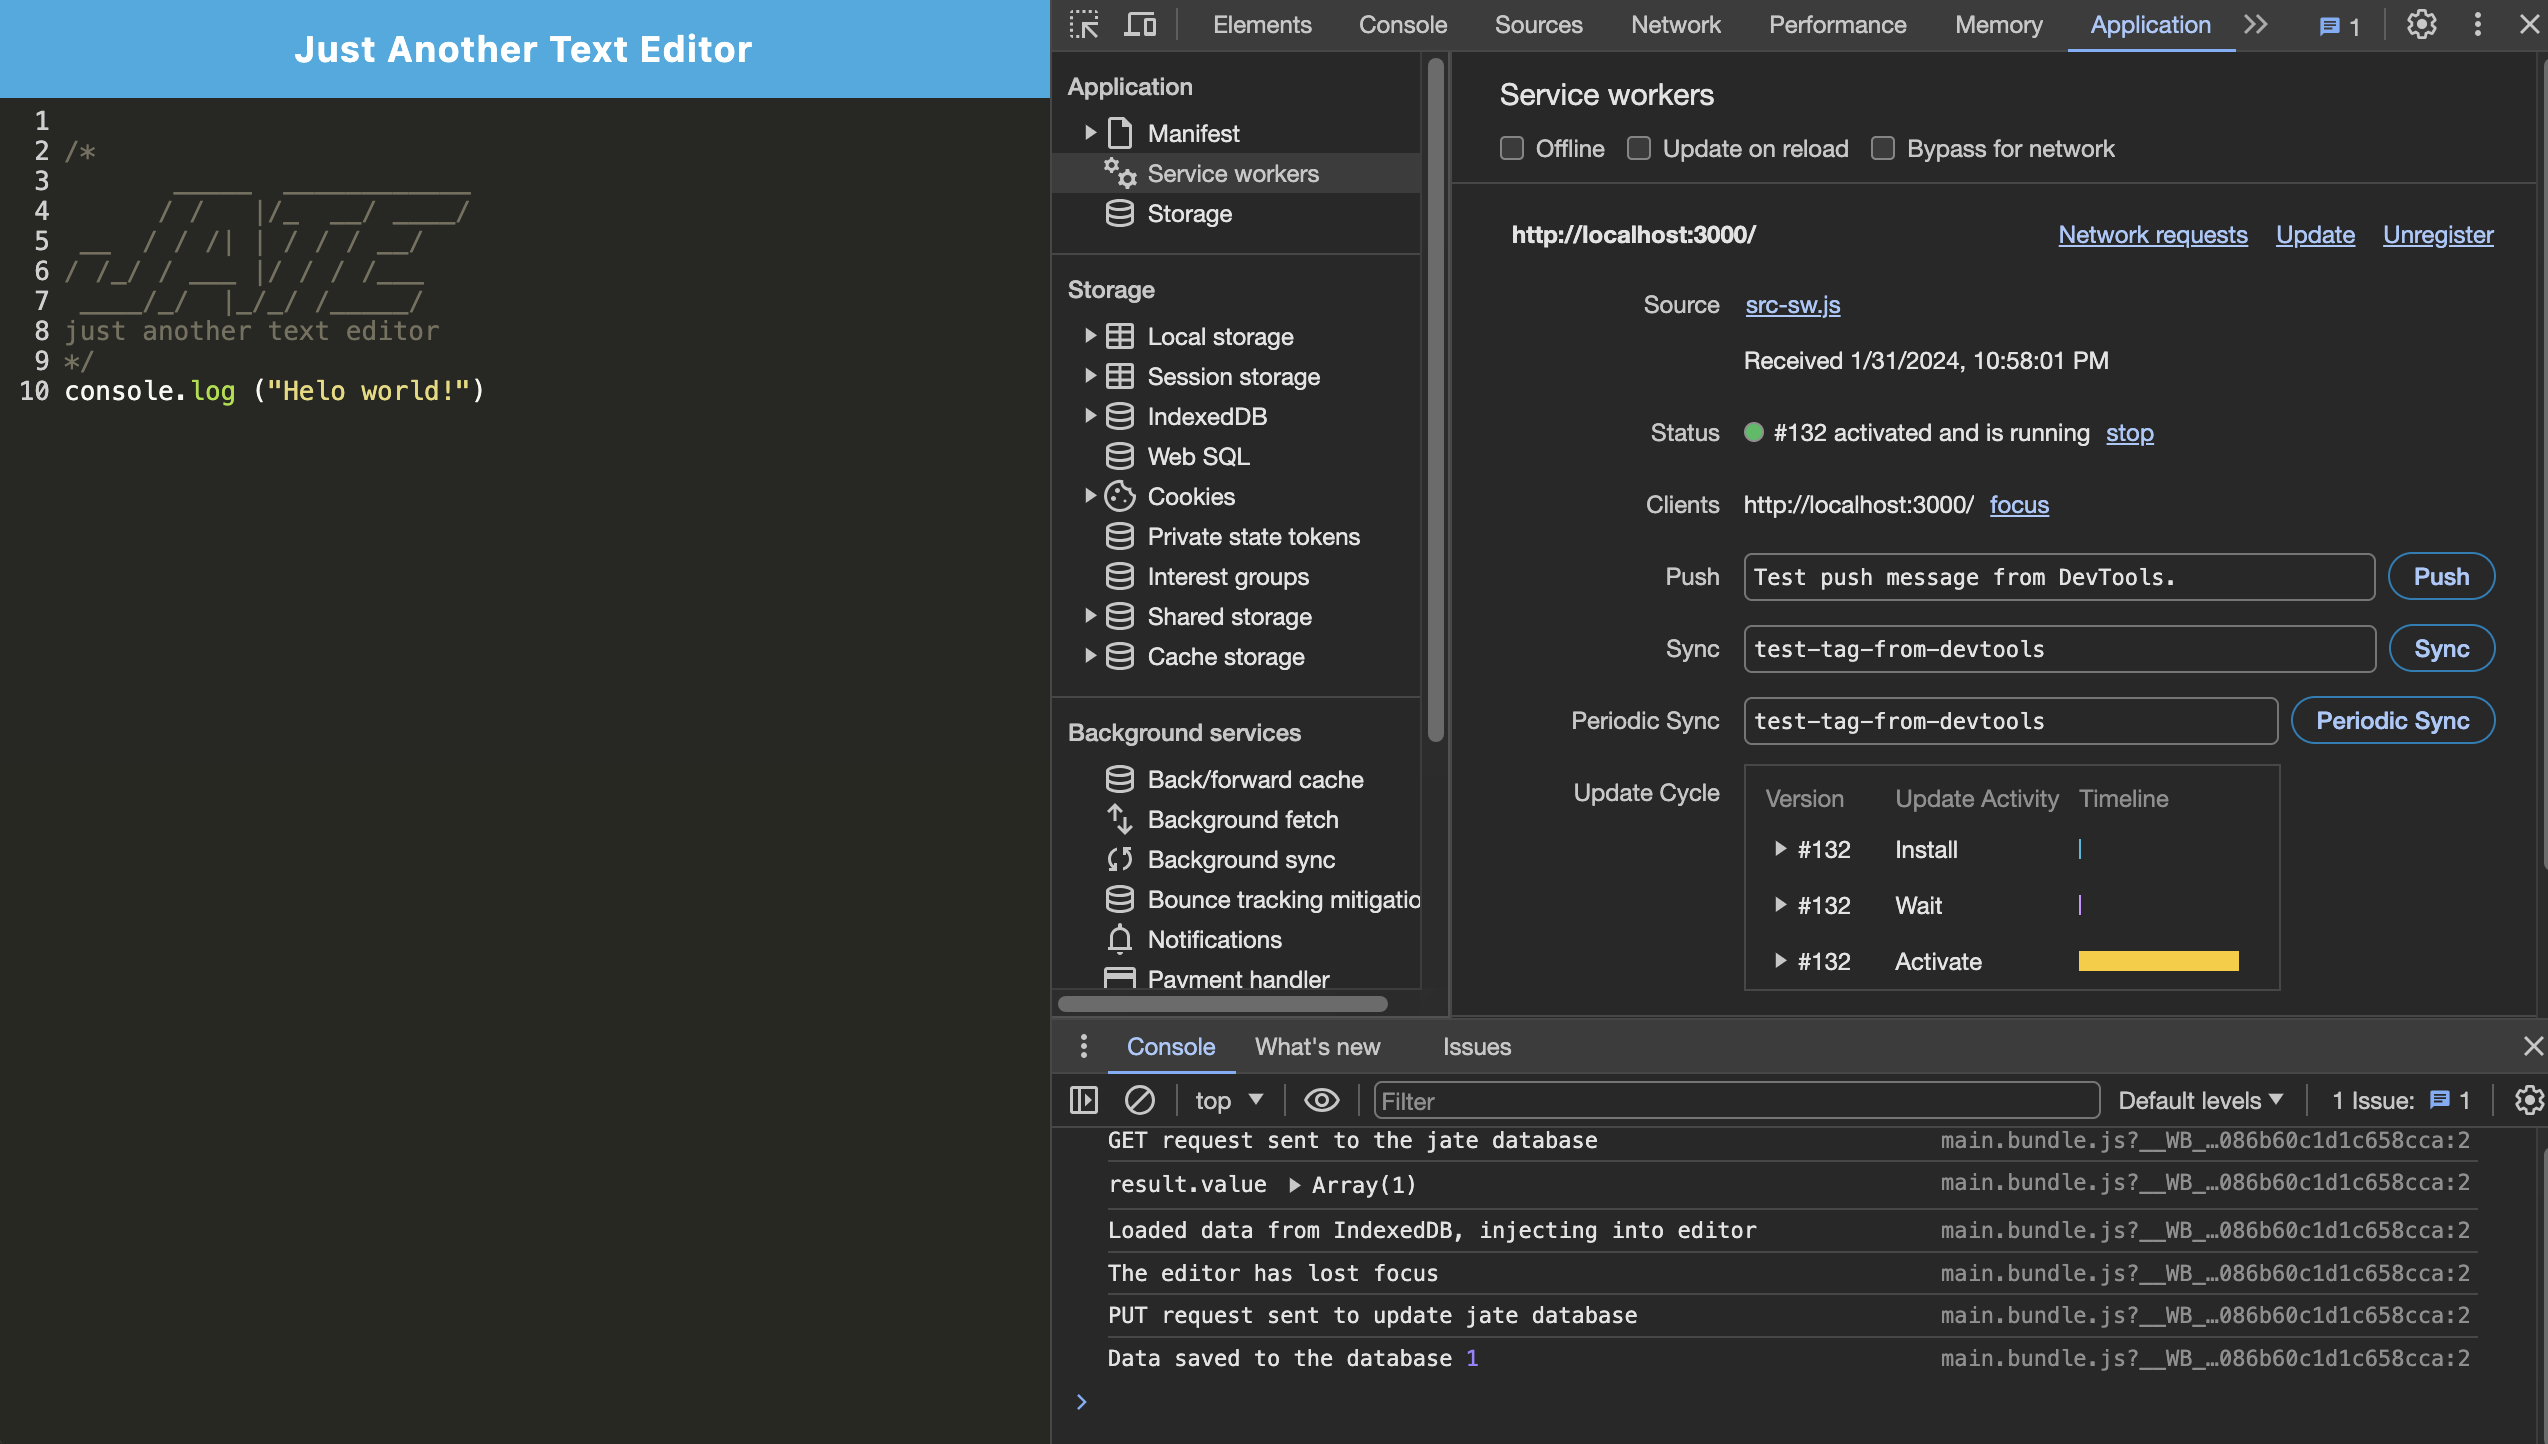 Just Another Text Editor
1
2 /*
3       _____  ____________
4      / /   |/_  __/ ____/
5 __  / / /| | / / / __/
6 / /_/ / ___ |/ / / /___
7 ____/_/  |_/_/ /_____/
8 just another text editor
9 */
10 console.log ("Helo world!")
Elements Console Sources Network Performance Memory Application 1
Application
Manifest
Service workers
Storage
Storage
Local storage
Session storage
IndexedDB
Web SQL
Cookies
Private state tokens
Interest groups
Shared storage
Cache storage
Background services
Back/forward cache
Background fetch
Background sync
Bounce tracking mitigatio
Notifications
Payment handler
Service workers
Offline Update on reload Bypass for network
http://localhost:3000/ Network requests Update Unregister
Source src-sw.js
Received 1/31/2024, 10:58:01 PM
Status #132 activated and is running stop
Clients http://localhost:3000/ focus
Push Test push message from DevTools. Push
Sync test-tag-from-devtools Sync
Periodic Sync test-tag-from-devtools Periodic Sync
Update Cycle Version Update Activity Timeline
#132 Install
#132 Wait
#132 Activate
Console What's new Issues
top Filter Default levels 1 Issue: 1
GET request sent to the jate database main.bundle.js?__WB_…086b60c1d1c658cca:2
result.value Array(1) main.bundle.js?__WB_…086b60c1d1c658cca:2
Loaded data from IndexedDB, injecting into editor main.bundle.js?__WB_…086b60c1d1c658cca:2
The editor has lost focus main.bundle.js?__WB_…086b60c1d1c658cca:2
PUT request sent to update jate database main.bundle.js?__WB_…086b60c1d1c658cca:2
Data saved to the database 1 main.bundle.js?__WB_…086b60c1d1c658cca:2